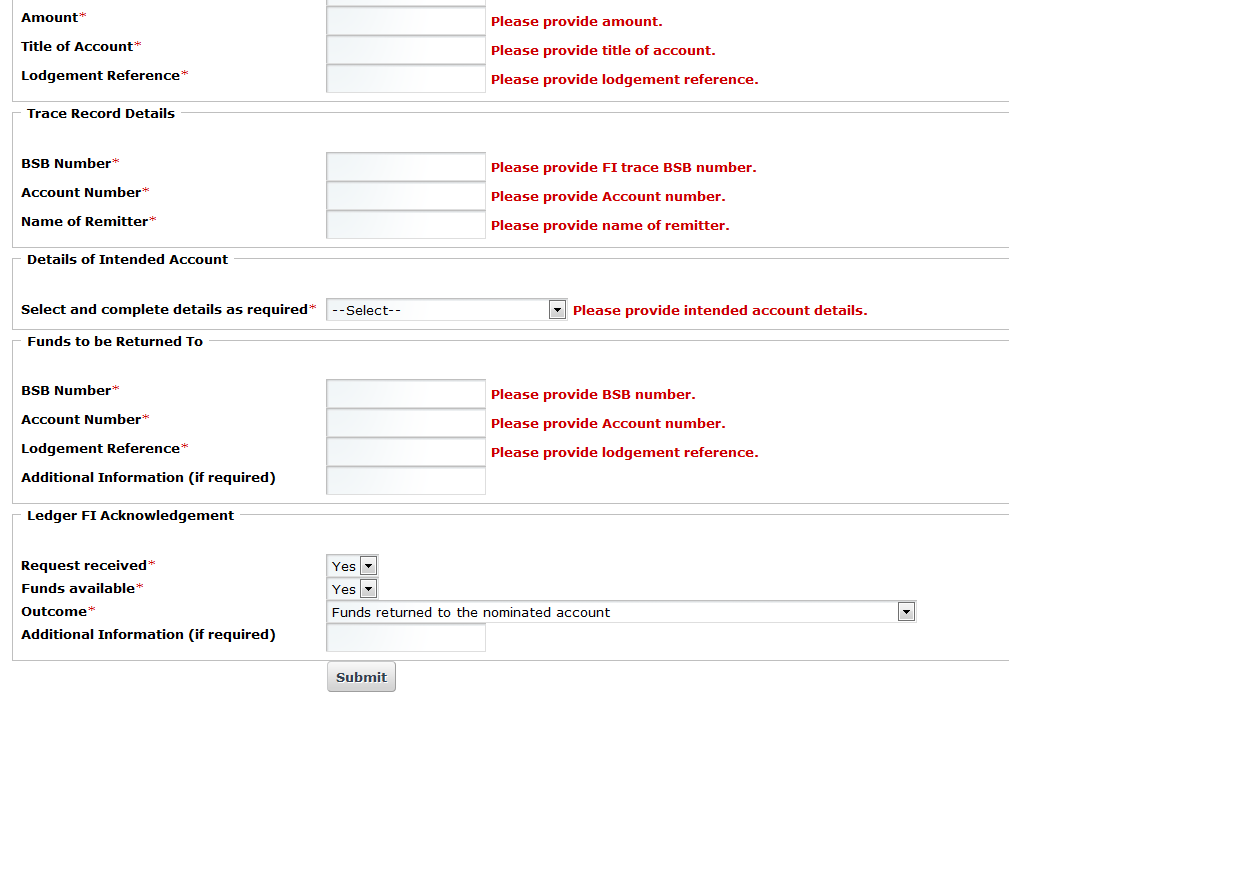 Amount* Please provide amount.
Title of Account* Please provide title of account.
Lodgement Reference* Please provide lodgement reference.
Trace Record Details
BSB Number* Please provide FI trace BSB number.
Account Number* Please provide Account number.
Name of Remitter* Please provide name of remitter.
Details of Intended Account
Select and complete details as required* --Select-- Please provide intended account details.
Funds to be Returned To
BSB Number* Please provide BSB number.
Account Number* Please provide Account number.
Lodgement Reference* Please provide lodgement reference.
Additional Information (if required)
Ledger FI Acknowledgement
Request received* Yes
Funds available* Yes
Outcome* Funds returned to the nominated account
Additional Information (if required)
Submit